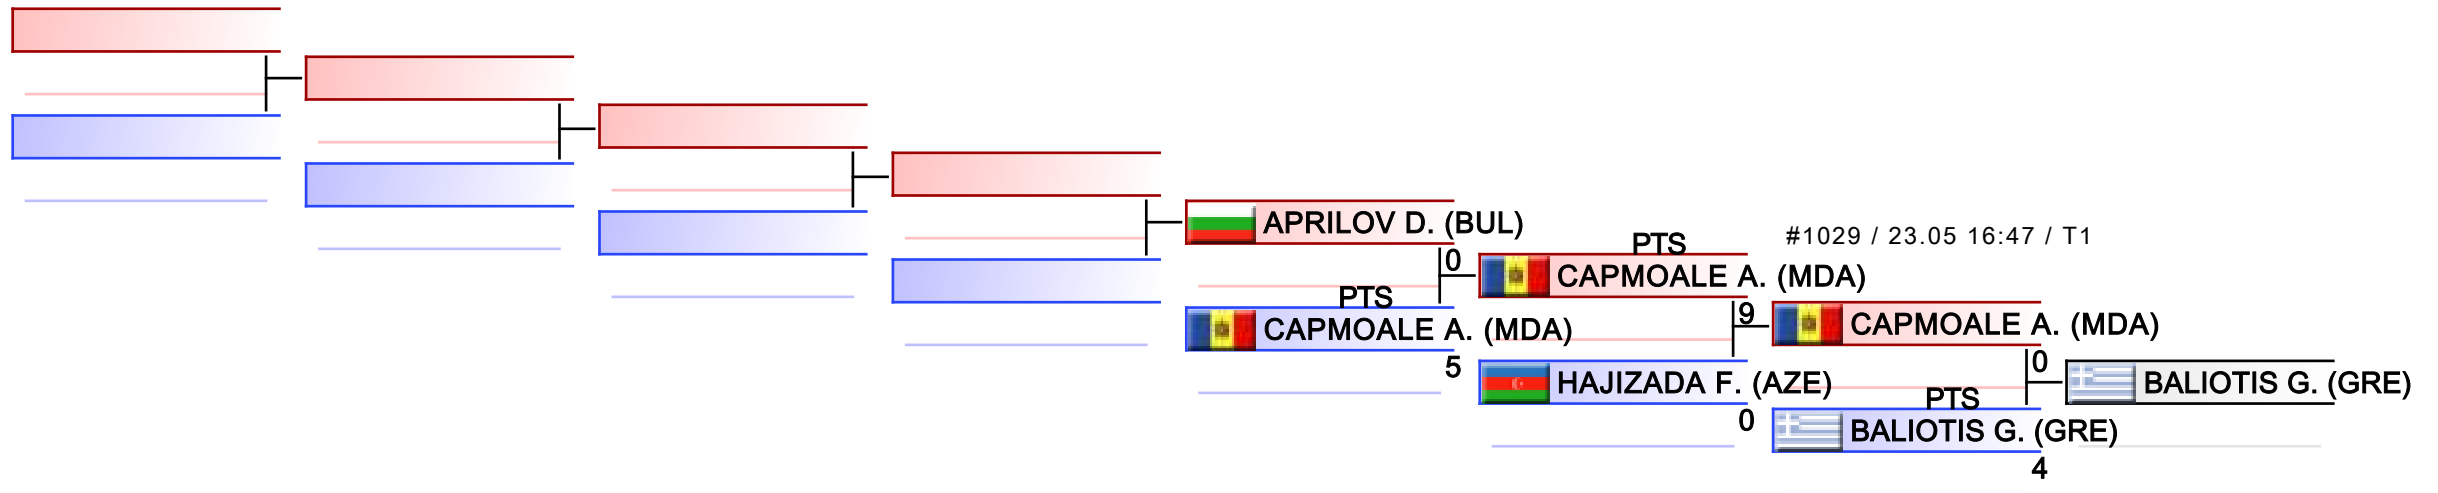 APRILOV D. (BUL)
0
PTS
CAPMOALE A. (MDA)
5
PTS
CAPMOALE A. (MDA)
9
HAJIZADA F. (AZE)
0
#1029 / 23.05 16:47 / T1
CAPMOALE A. (MDA)
0
PTS
BALIOTIS G. (GRE)
4
BALIOTIS G. (GRE)